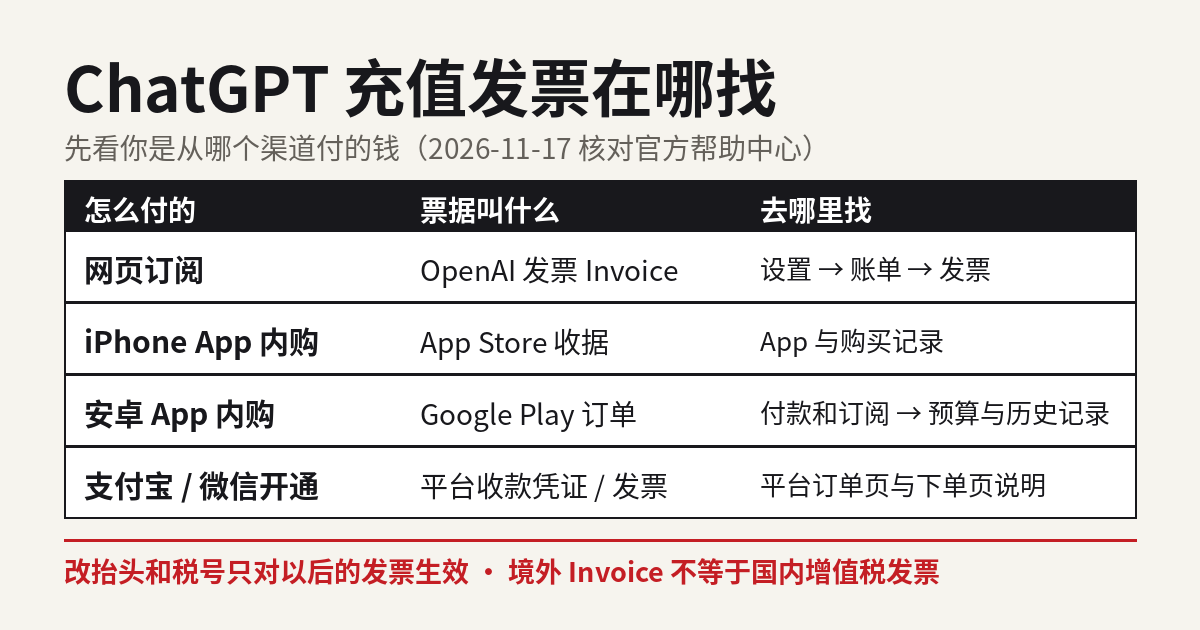 ChatGPT 充值发票在哪找
先看你是从哪个渠道付的钱（2026-11-17 核对官方帮助中心）
怎么付的 票据叫什么 去哪里找
网页订阅 OpenAI 发票 Invoice 设置 → 账单 → 发票
iPhone App 内购 App Store 收据 App 与购买记录
安卓 App 内购 Google Play 订单 付款和订阅 → 预算与历史记录
支付宝 / 微信开通 平台收款凭证 / 发票 平台订单页与下单页说明
改抬头和税号只对以后的发票生效 · 境外 Invoice 不等于国内增值税发票